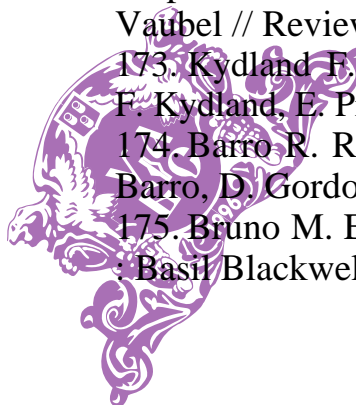 Vaubel // Review
173. Kydland F.
F. Kydland, E. P
174. Barro R. R
Barro, D. Gordo
175. Bruno M. E
: Basil Blackwel